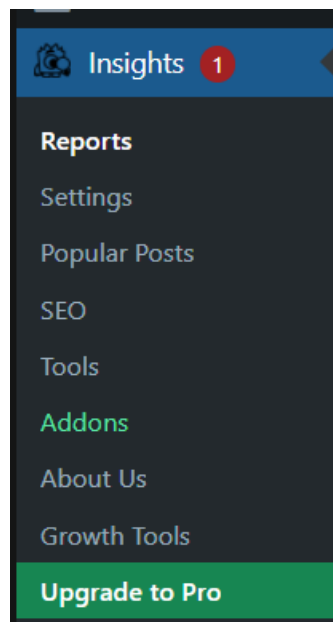 Insights 1
Reports
Settings
Popular Posts
SEO
Tools
Addons
About Us
Growth Tools
Upgrade to Pro